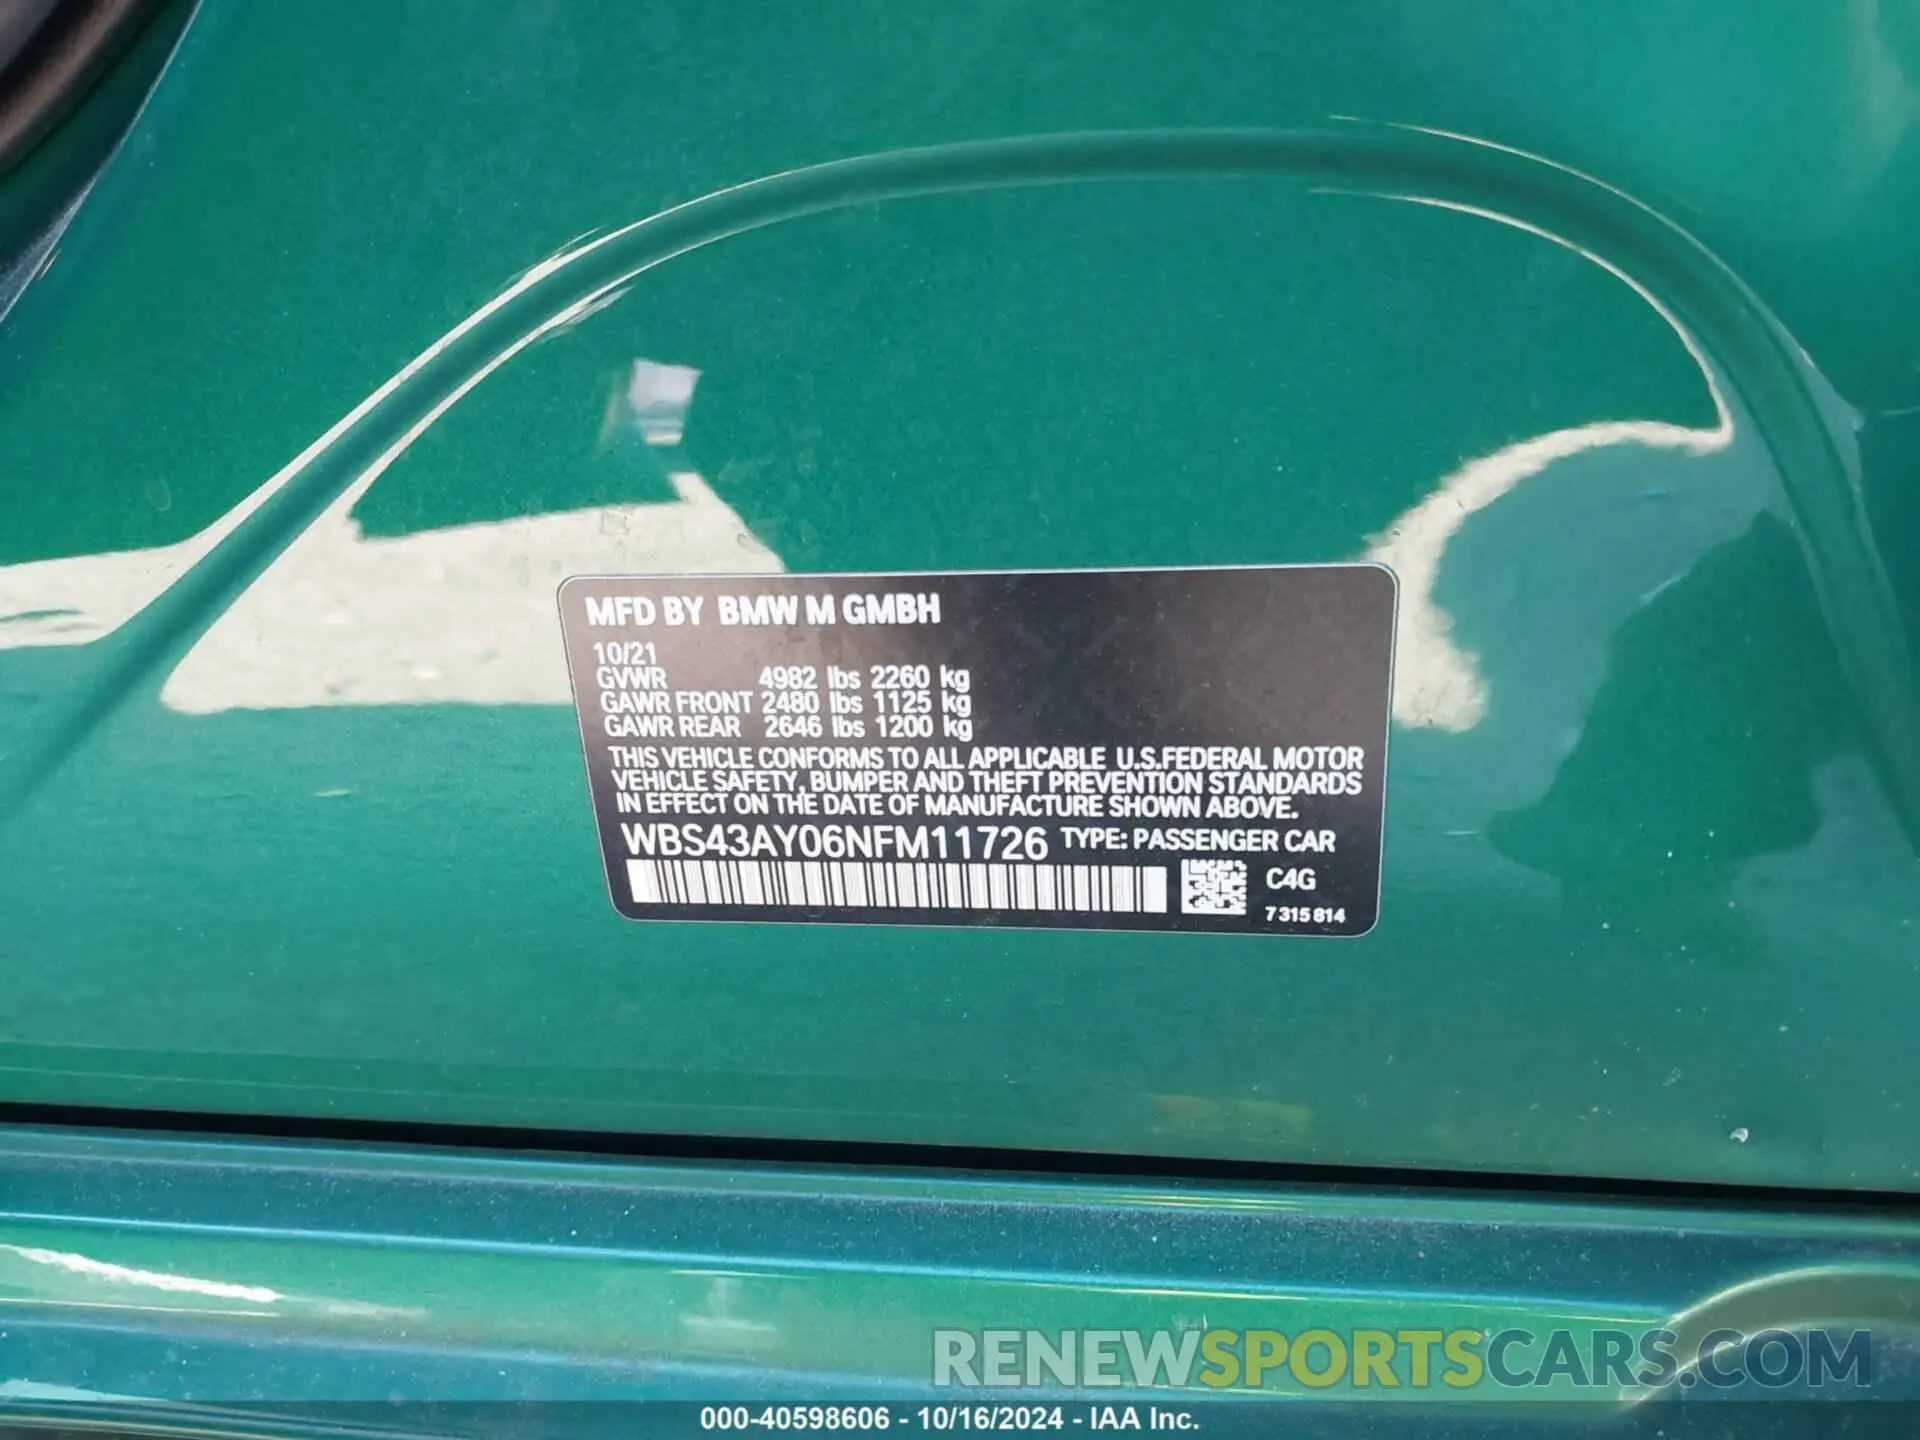 MFD BY BMW M GMBH
10/21
GVWR 4982 lbs 2260 kg
GAWR FRONT 2480 lbs 1125 kg
GAWR REAR 2646 lbs 1200 kg
THIS VEHICLE CONFORMS TO ALL APPLICABLE U.S.FEDERAL MOTOR
VEHICLE SAFETY, BUMPER AND THEFT PREVENTION STANDARDS
IN EFFECT ON THE DATE OF MANUFACTURE SHOWN ABOVE.
WBS43AY06NFM11726 TYPE: PASSENGER CAR
C4G
7 315 814
RENEWSPORTSCARS.COM
000-40598606 - 10/16/2024 - IAA Inc.